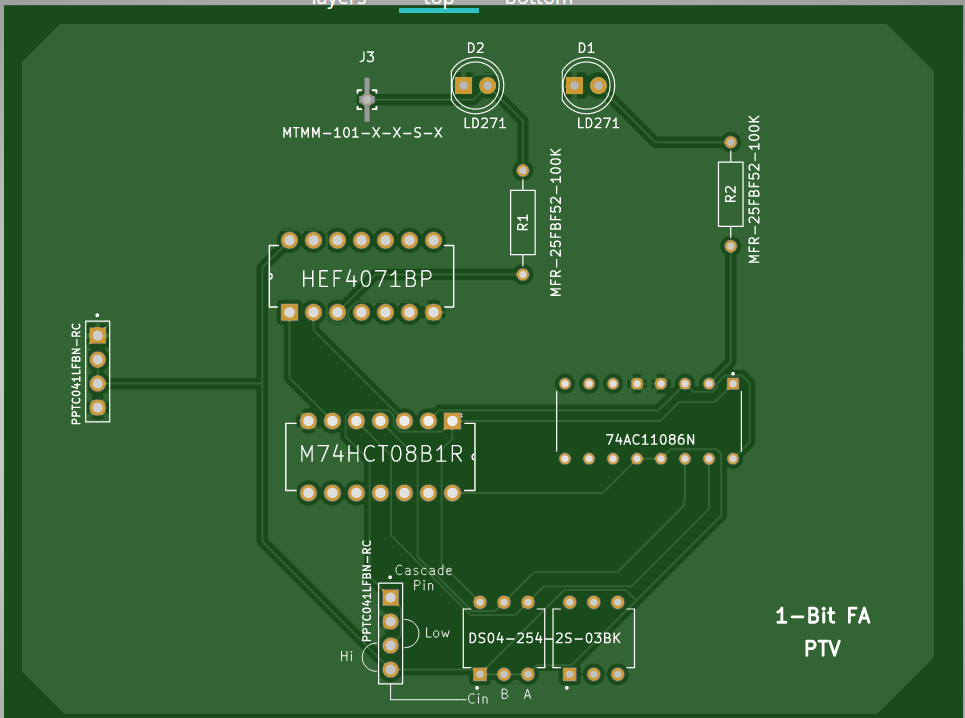 layers top bottom
D2
D1
J3
LD271
LD271
MTMM-101-X-X-S-X
MFR-25FBF52-100K
R1
R2
MFR-25FBF52-100K
HEF4071BP
PPTC041LFBN-RC
M74HCT08B1R
74AC11086N
PPTC041LFBN-RC
Cascade
Pin
Low
Hi
DS04-254-2S-03BK
1-Bit FA
PTV
Cin
B
A